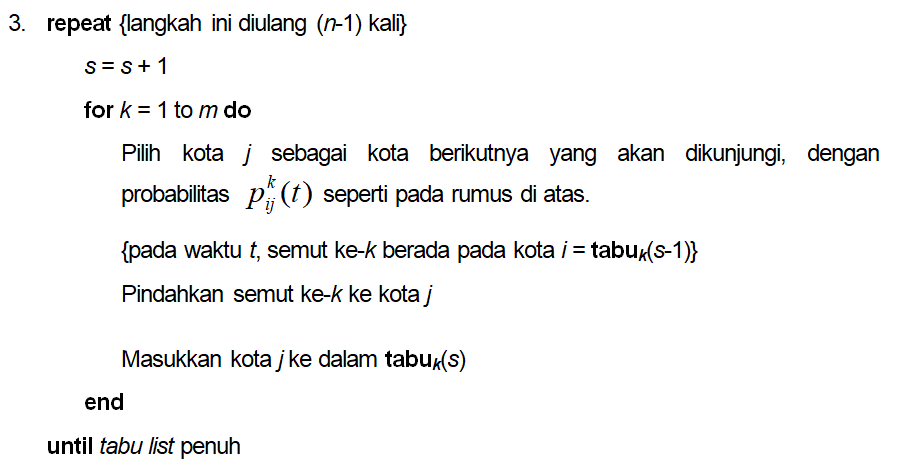 3. repeat {langkah ini diulang (n-1) kali}
s = s + 1
for k = 1 to m do
Pilih kota j sebagai kota berikutnya yang akan dikunjungi, dengan
probabilitas p_{ij}^{k}(t) seperti pada rumus di atas.
{pada waktu t, semut ke-k berada pada kota i = tabu_k(s-1)}
Pindahkan semut ke-k ke kota j
Masukkan kota j ke dalam tabu_k(s)
end
until tabu list penuh